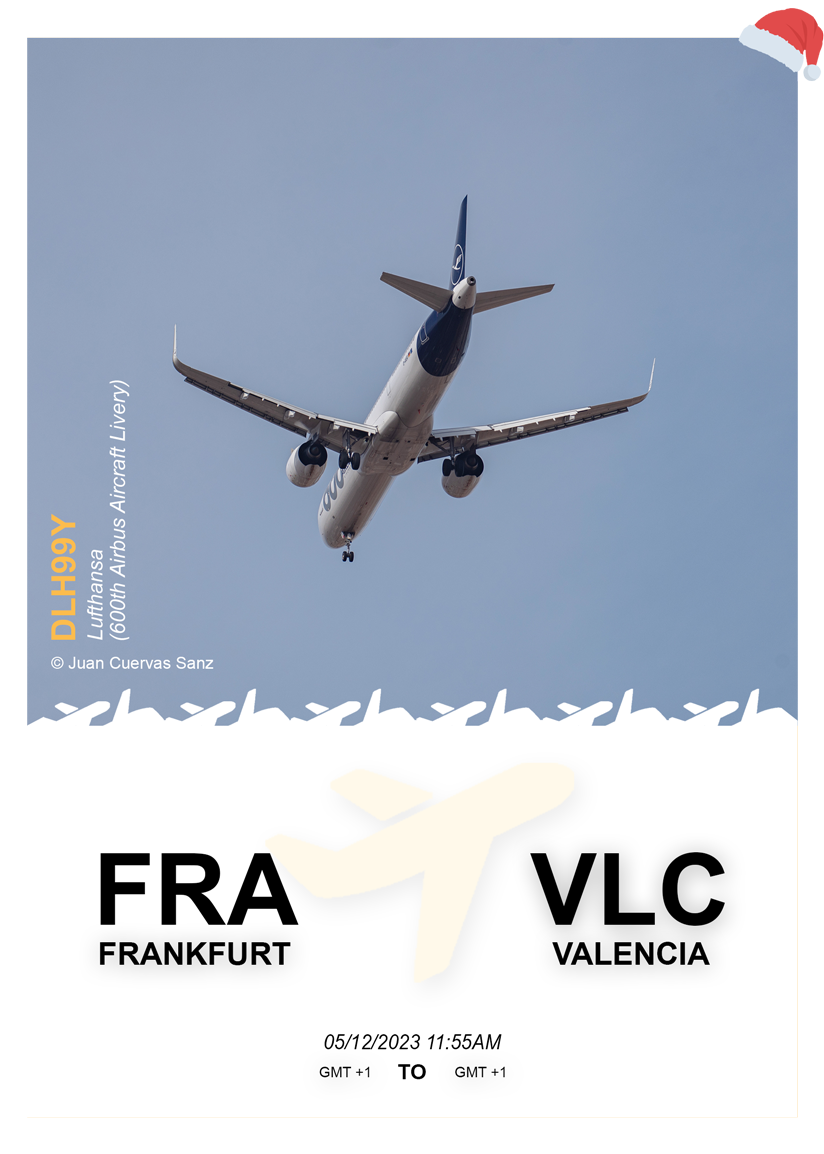 DLH99Y
Lufthansa
(600th Airbus Aircraft Livery)
© Juan Cuervas Sanz
FRA
FRANKFURT
VLC
VALENCIA
05/12/2023 11:55AM
GMT +1 TO GMT +1